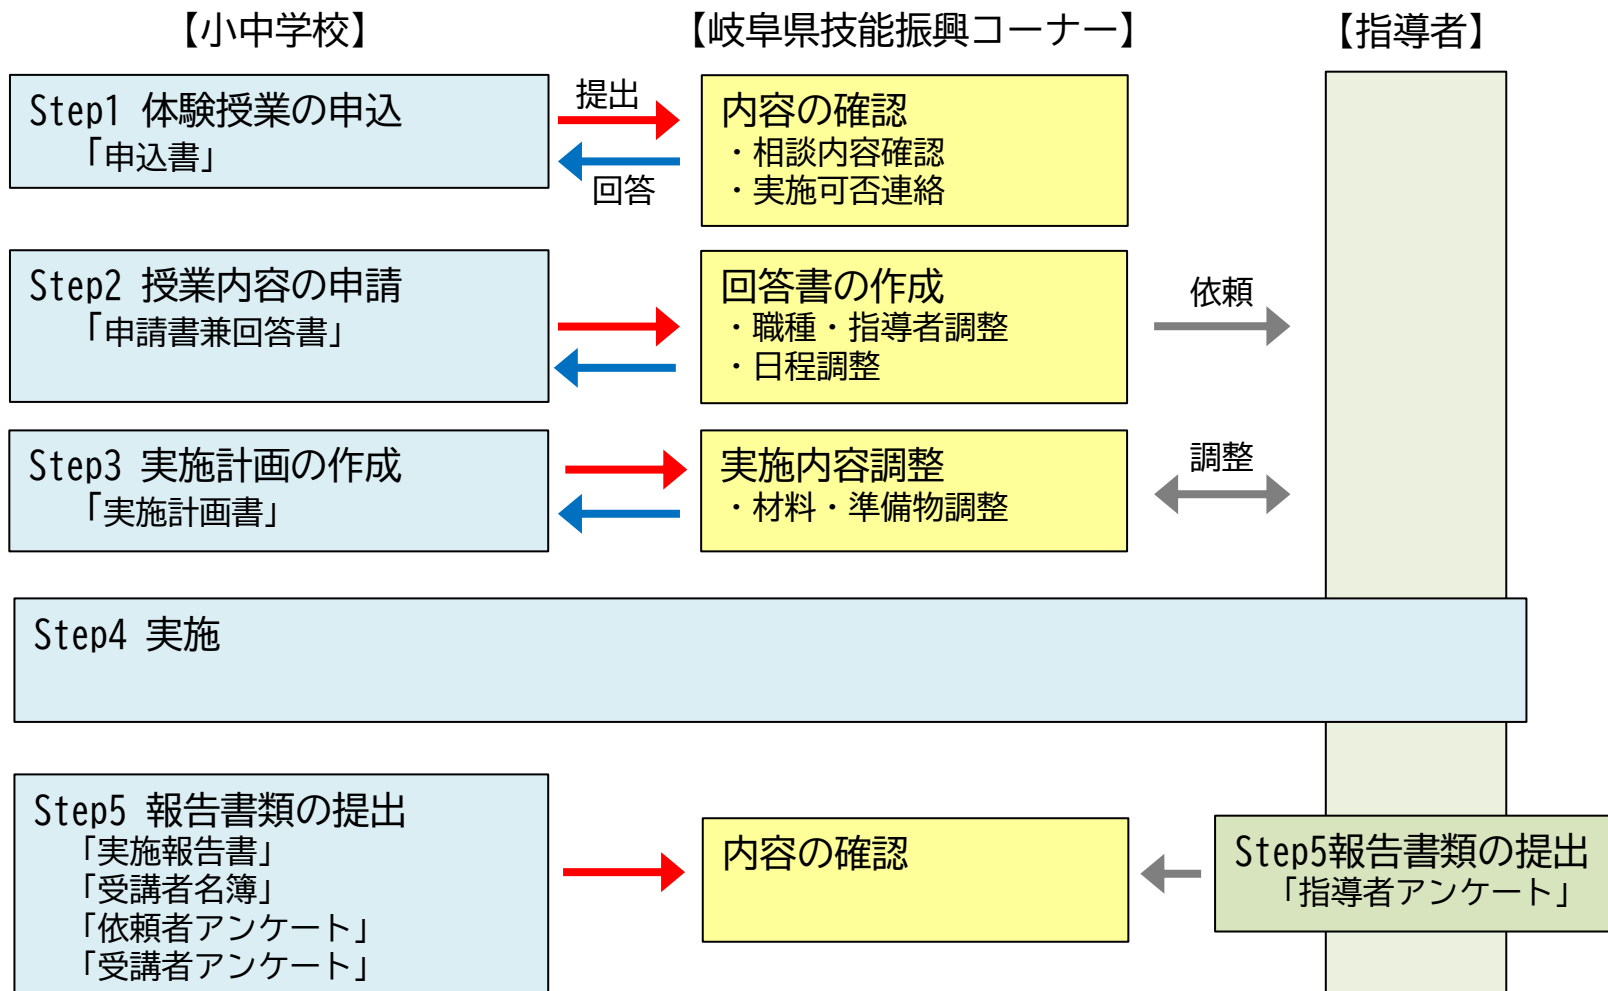 【小中学校】
【岐阜県技能振興コーナー】
【指導者】
Step1 体験授業の申込
「申込書」
提出
回答
内容の確認
・相談内容確認
・実施可否連絡
Step2 授業内容の申請
「申請書兼回答書」
回答書の作成
・職種・指導者調整
・日程調整
依頼
Step3 実施計画の作成
「実施計画書」
実施内容調整
・材料・準備物調整
調整
Step4 実施
Step5 報告書類の提出
「実施報告書」
「受講者名簿」
「依頼者アンケート」
「受講者アンケート」
内容の確認
Step5報告書類の提出
「指導者アンケート」